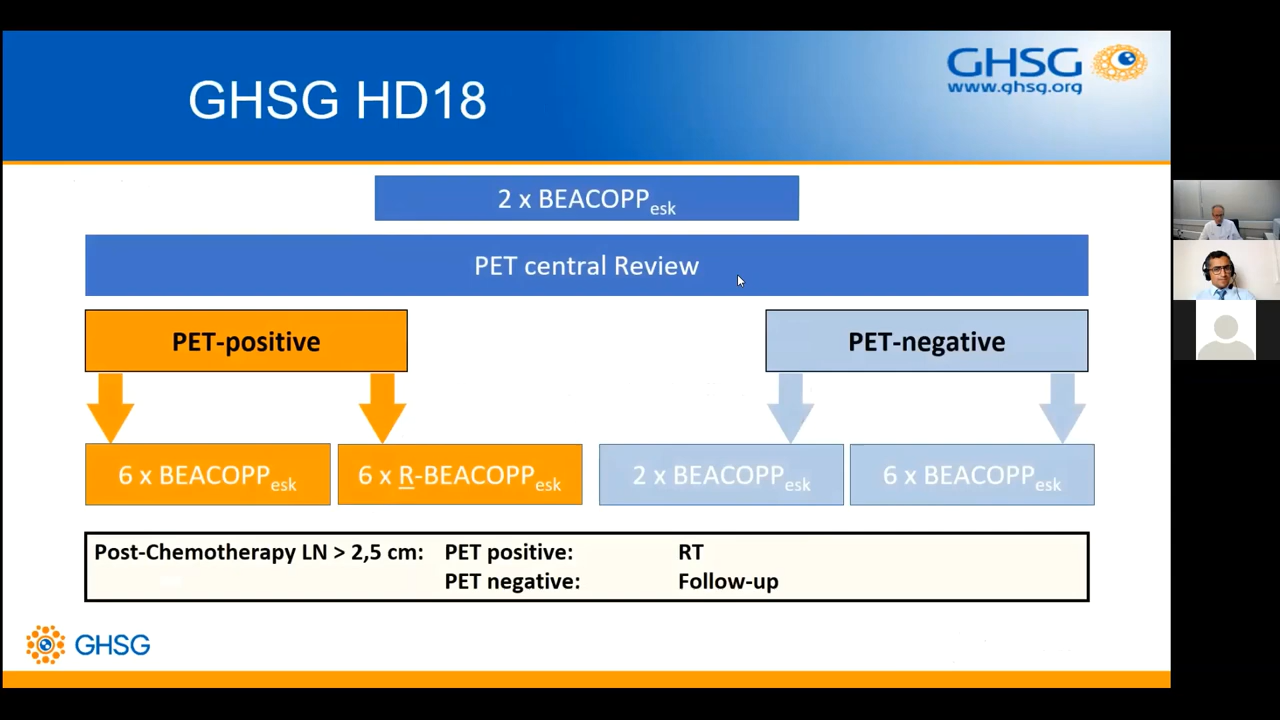 GHSG HD18
GHSG
www.ghsg.org
2 x BEACOPPesk
PET central Review
PET-positive
PET-negative
6 x BEACOPPesk
6 x R-BEACOPPesk
2 x BEACOPPesk
6 x BEACOPPesk
Post-Chemotherapy LN > 2,5 cm: PET positive: RT
PET negative: Follow-up
GHSG